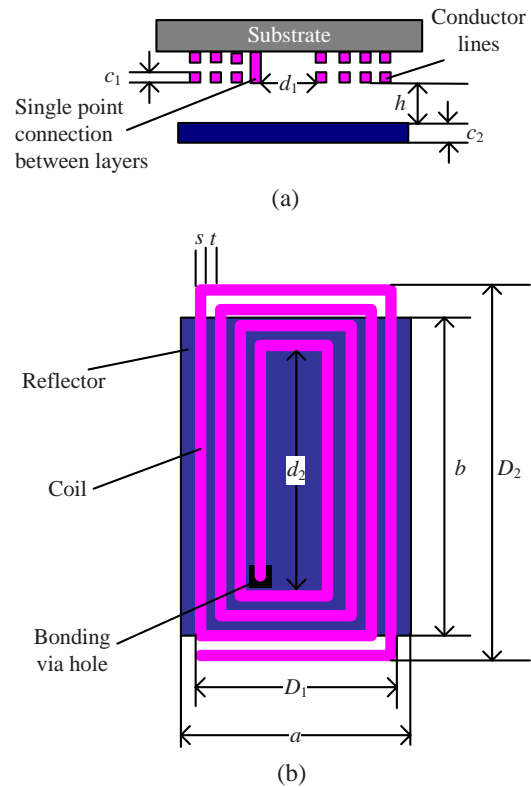 Substrate
Conductor
lines
c1
d1
h
c2
Single point
connection
between layers
(a)
s t
Reflector
Coil
d2
b
D2
Bonding
via hole
D1
a
(b)